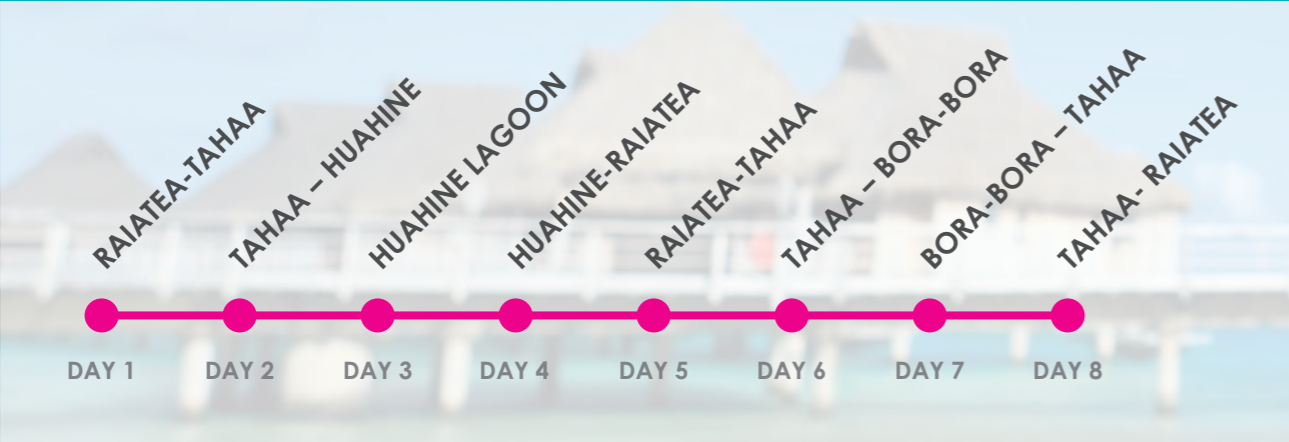 RAIATEA-TAHAA
TAHAA – HUAHINE
HUAHINE LAGOON
HUAHINE-RAIATEA
RAIATEA-TAHAA
TAHAA – BORA-BORA
BORA-BORA – TAHAA
TAHAA- RAIATEA
DAY 1
DAY 2
DAY 3
DAY 4
DAY 5
DAY 6
DAY 7
DAY 8